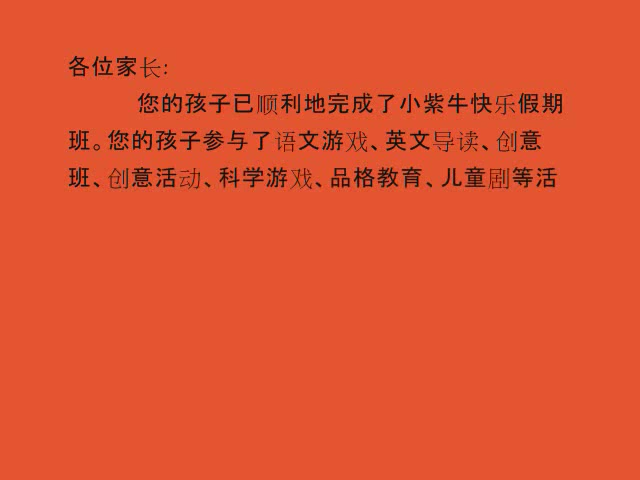 各位家长:
您的孩子已顺利地完成了小紫牛快乐假期
班。您的孩子参与了语文游戏、英文导读、创意
班、创意活动、科学游戏、品格教育、儿童剧等活